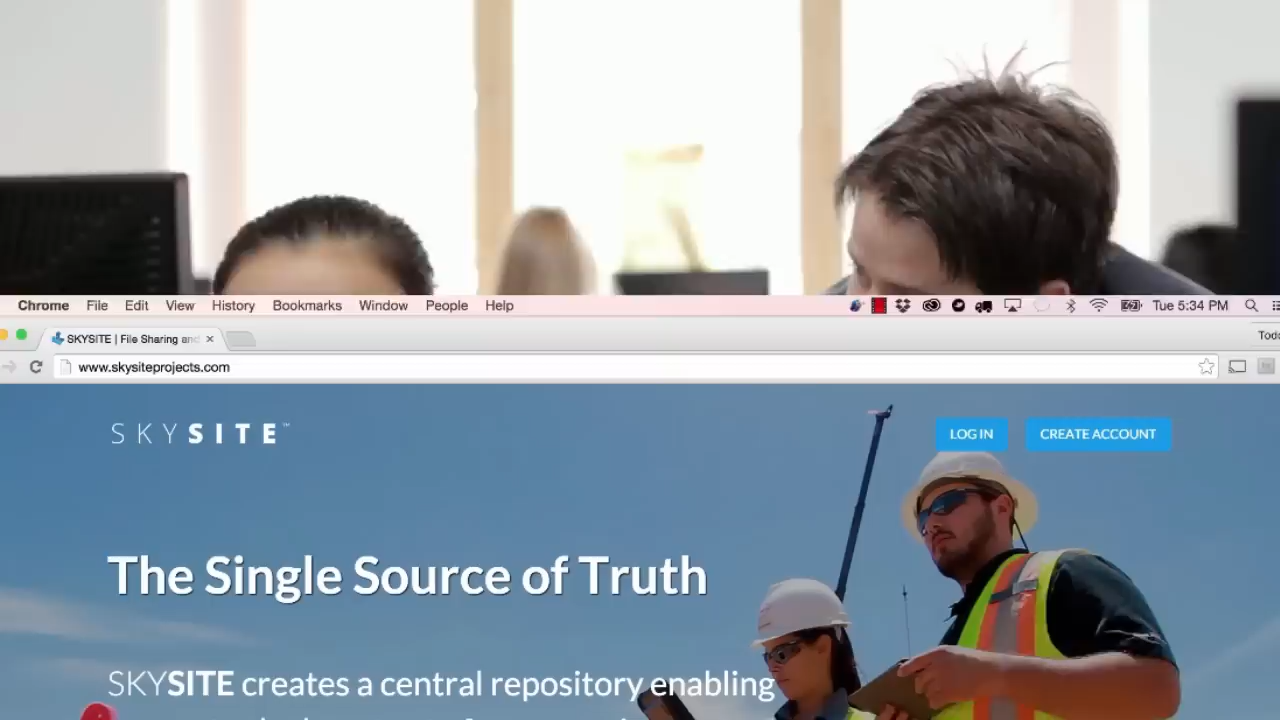 Chrome File Edit View History Bookmarks Window People Help Tue 5:34 PM
SKYSITE | File Sharing and
www.skysiteprojects.com
SKYSITE™
LOG IN
CREATE ACCOUNT
The Single Source of Truth
SKYSITE creates a central repository enabling